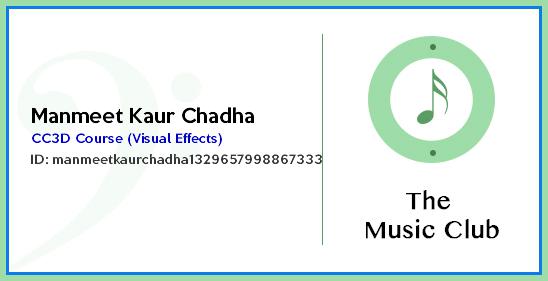 Manmeet Kaur Chadha
CC3D Course (Visual Effects)
ID: manmeetkaurchadha1329657998867333
The
Music Club